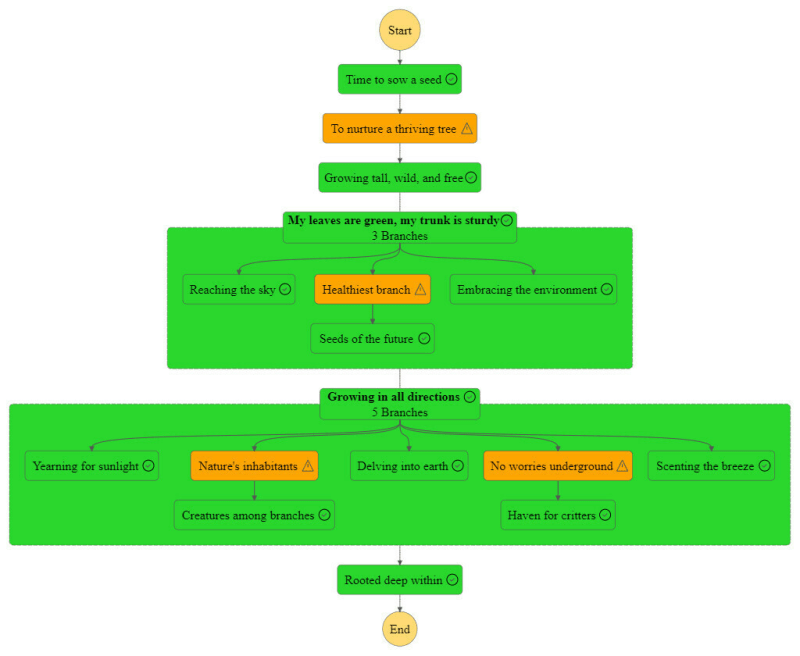 Start
Time to sow a seed
To nurture a thriving tree
Growing tall, wild, and free
My leaves are green, my trunk is sturdy
3 Branches
Reaching the sky
Healthiest branch
Embracing the environment
Seeds of the future
Growing in all directions
5 Branches
Yearning for sunlight
Nature's inhabitants
Delving into earth
No worries underground
Scenting the breeze
Creatures among branches
Haven for critters
Rooted deep within
End